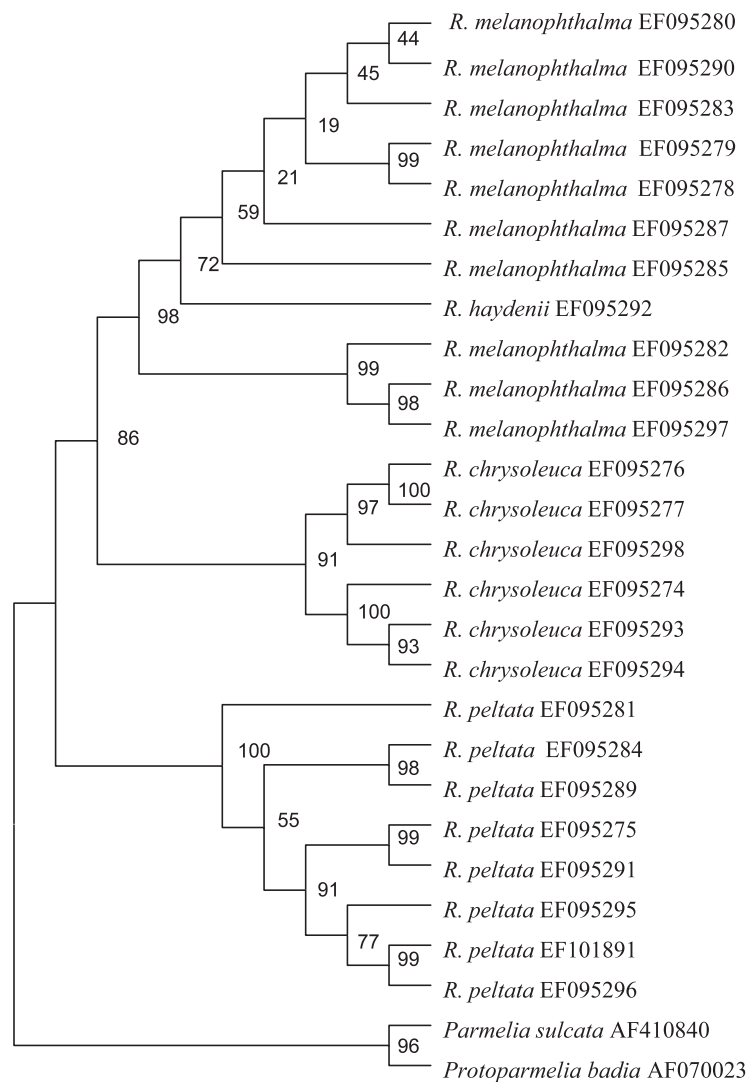 R. melanophthalma EF095280
44
R. melanophthalma EF095290
45
R. melanophthalma EF095283
19
R. melanophthalma EF095279
99
R. melanophthalma EF095278
21
59
R. melanophthalma EF095287
72
R. melanophthalma EF095285
98
R. haydenii EF095292
R. melanophthalma EF095282
99
R. melanophthalma EF095286
98
R. melanophthalma EF095297
86
R. chrysoleuca EF095276
100
97
R. chrysoleuca EF095277
91
R. chrysoleuca EF095298
R. chrysoleuca EF095274
100
R. chrysoleuca EF095293
93
R. chrysoleuca EF095294
R. peltata EF095281
100
R. peltata EF095284
98
R. peltata EF095289
55
R. peltata EF095275
99
R. peltata EF095291
91
R. peltata EF095295
77
R. peltata EF101891
99
R. peltata EF095296
Parmelia sulcata AF410840
96
Protoparmelia badia AF070023